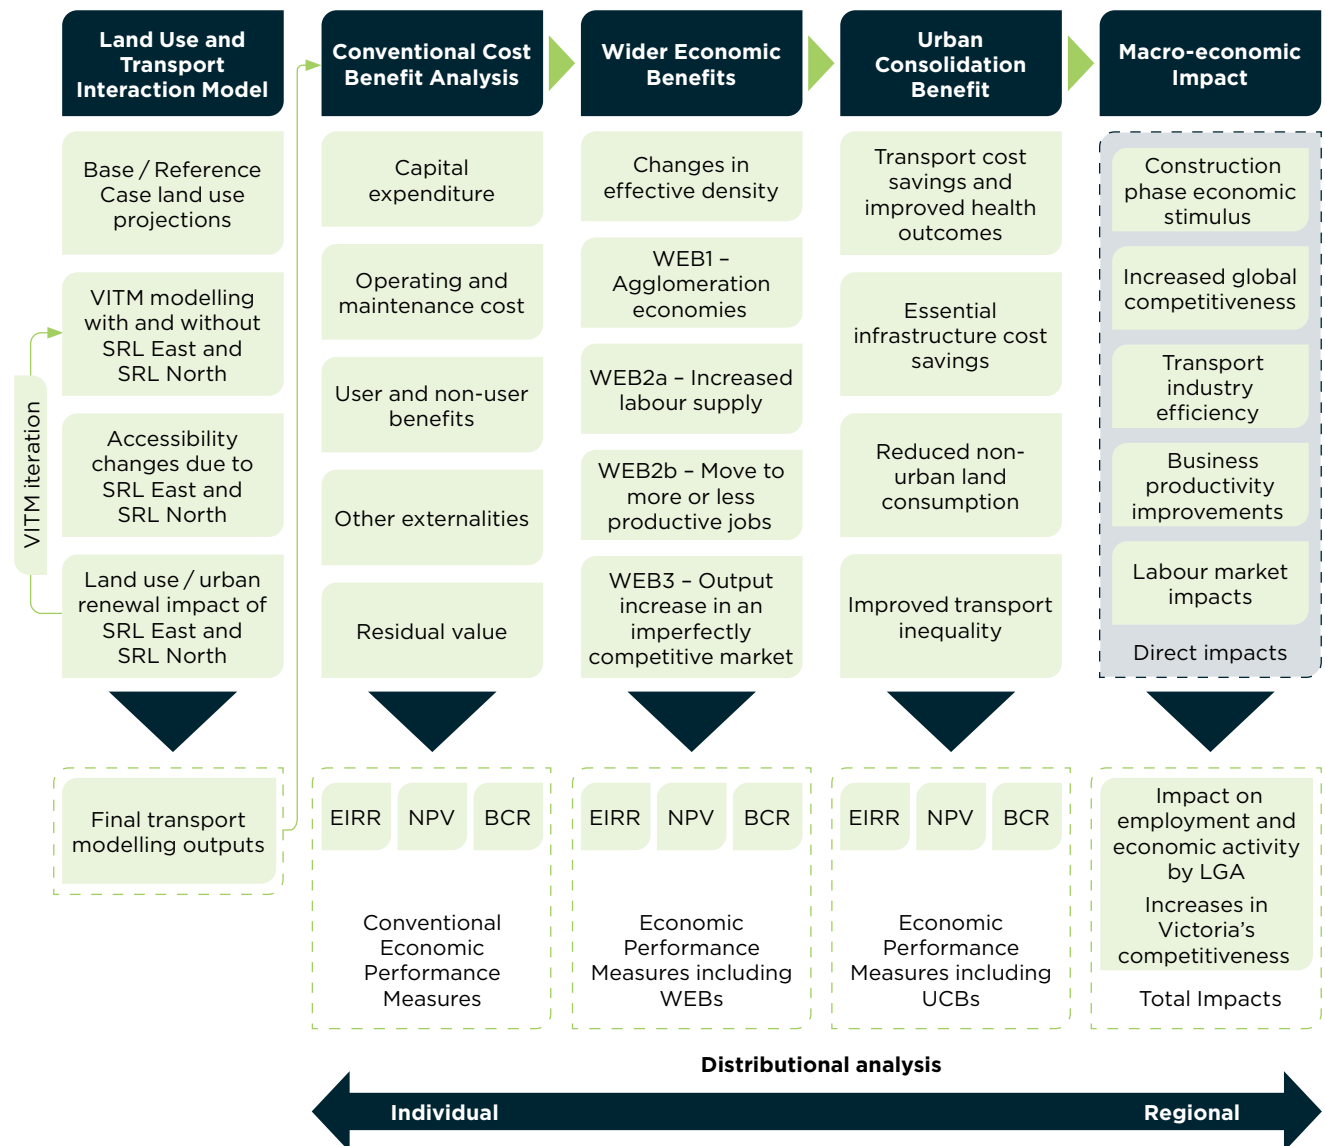 Land Use and
Transport
Interaction Model
Base / Reference
Case land use
projections
VITM modelling
with and without
SRL East and
SRL North
Accessibility
changes due to
SRL East and
SRL North
Land use / urban
renewal impact of
SRL East and
SRL North
VITM iteration
Final transport
modelling outputs
Conventional Cost
Benefit Analysis
Capital
expenditure
Operating and
maintenance cost
User and non-user
benefits
Other externalities
Residual value
EIRR
NPV
BCR
Conventional
Economic
Performance
Measures
Wider Economic
Benefits
Changes in
effective density
WEB1 –
Agglomeration
economies
WEB2a – Increased
labour supply
WEB2b – Move to
more or less
productive jobs
WEB3 – Output
increase in an
imperfectly
competitive market
EIRR
NPV
BCR
Economic
Performance
Measures including
WEBs
Urban
Consolidation
Benefit
Transport cost
savings and
improved health
outcomes
Essential
infrastructure cost
savings
Reduced non-
urban land
consumption
Improved transport
inequality
EIRR
NPV
BCR
Economic
Performance
Measures including
UCBs
Macro-economic
Impact
Construction
phase economic
stimulus
Increased global
competitiveness
Transport
industry
efficiency
Business
productivity
improvements
Labour market
impacts
Direct impacts
Impact on
employment and
economic activity
by LGA
Increases in
Victoria's
competitiveness
Total Impacts
Distributional analysis
Individual
Regional